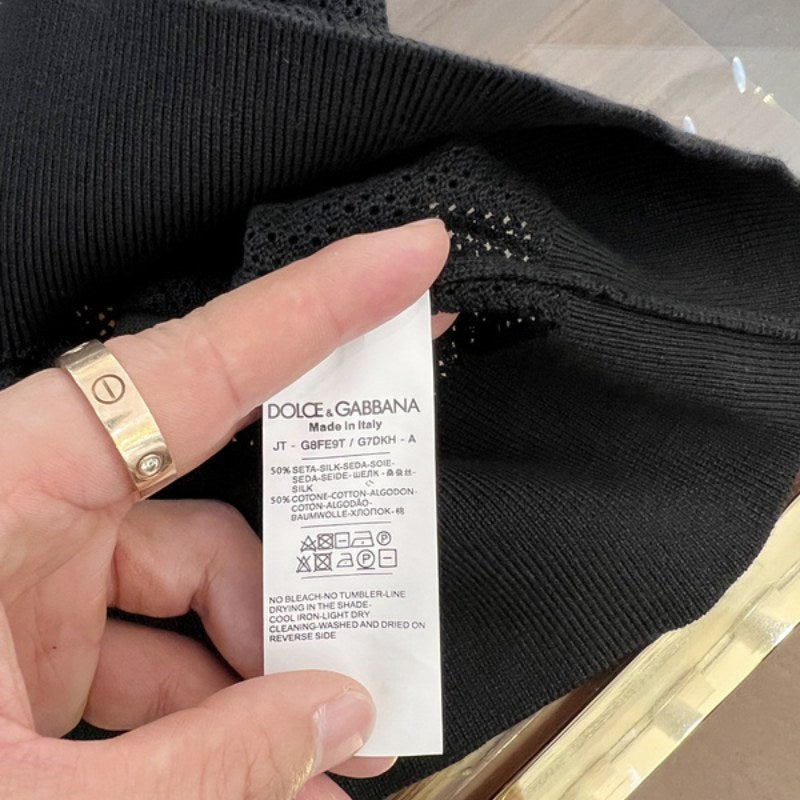 DOLCE & GABBANA
Made in Italy
JT - G8FE9T / G7DKH - A
50% SETA-SILK-SEDA-SOIE-
SEDA-SEIDE-ШЕЛК-桑蚕丝-
SILK
50% COTONE-COTTON-ALGODON-
COTON-ALGODÃO-
BAUMWOLLE-ХЛОПОК-棉
P
P
NO BLEACH-NO TUMBLER-LINE
DRYING IN THE SHADE-
COOL IRON-LIGHT DRY
CLEANING-WASHED AND DRIED ON
REVERSE SIDE